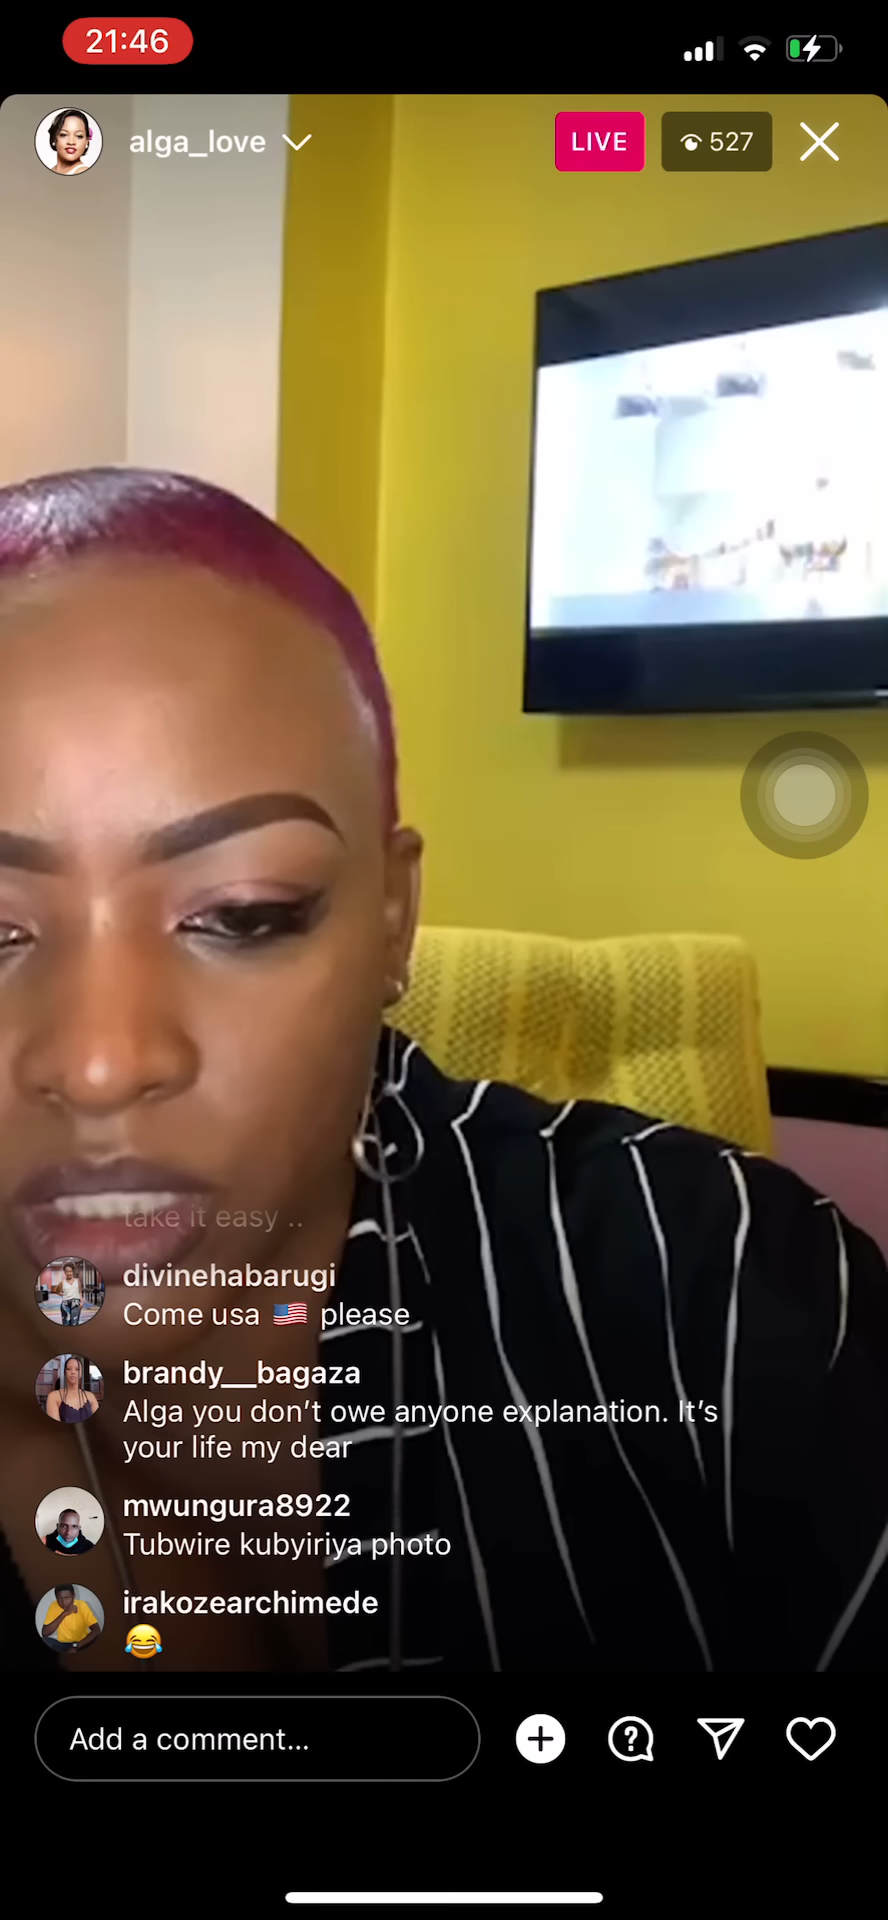 21:46
alga_love
LIVE
527
take it easy ..
divinehabarugi
Come usa 🇺🇸 please
brandy__bagaza
Alga you don’t owe anyone explanation. It’s
your life my dear
mwungura8922
Tubwire kubyiriya photo
irakozearchimede
😂
Add a comment...